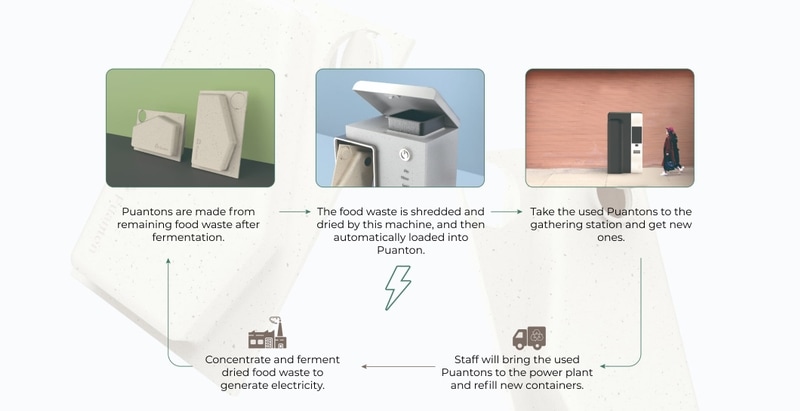 Puantons are made from
remaining food waste after
fermentation.
The food waste is shredded and
dried by this machine, and then
automatically loaded into
Puanton.
Take the used Puantons to the
gathering station and get new
ones.
Staff will bring the used
Puantons to the power plant
and refill new containers.
Concentrate and ferment
dried food waste to
generate electricity.